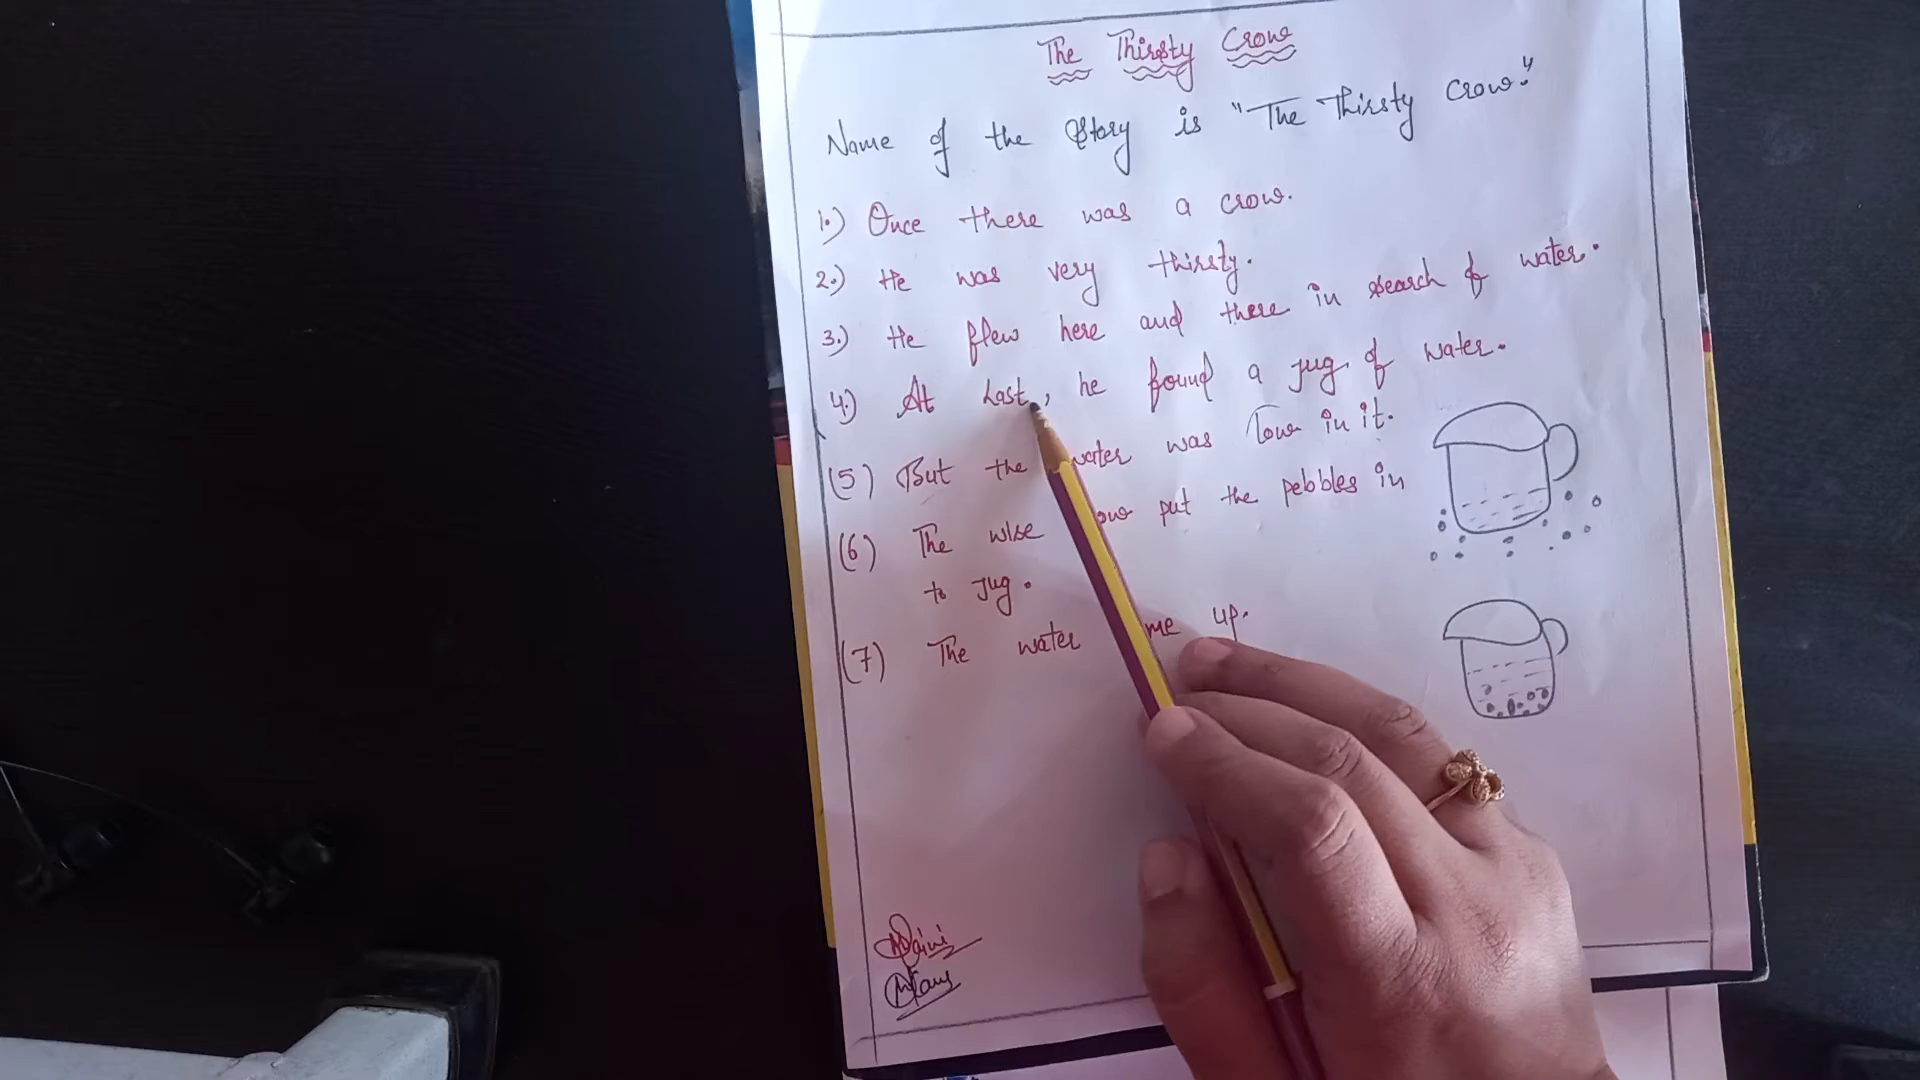 The Thirsty Crow
Name of the Story is "The Thirsty Crow."
1.) Once there was a crow.
2.) He was very thirsty.
3.) He flew here and there in search of water.
4.) At Last, he found a jug of water.
(5) But the water was low in it.
(6) The wise ow put the pebbles in
to jug.
(7) The water me up.